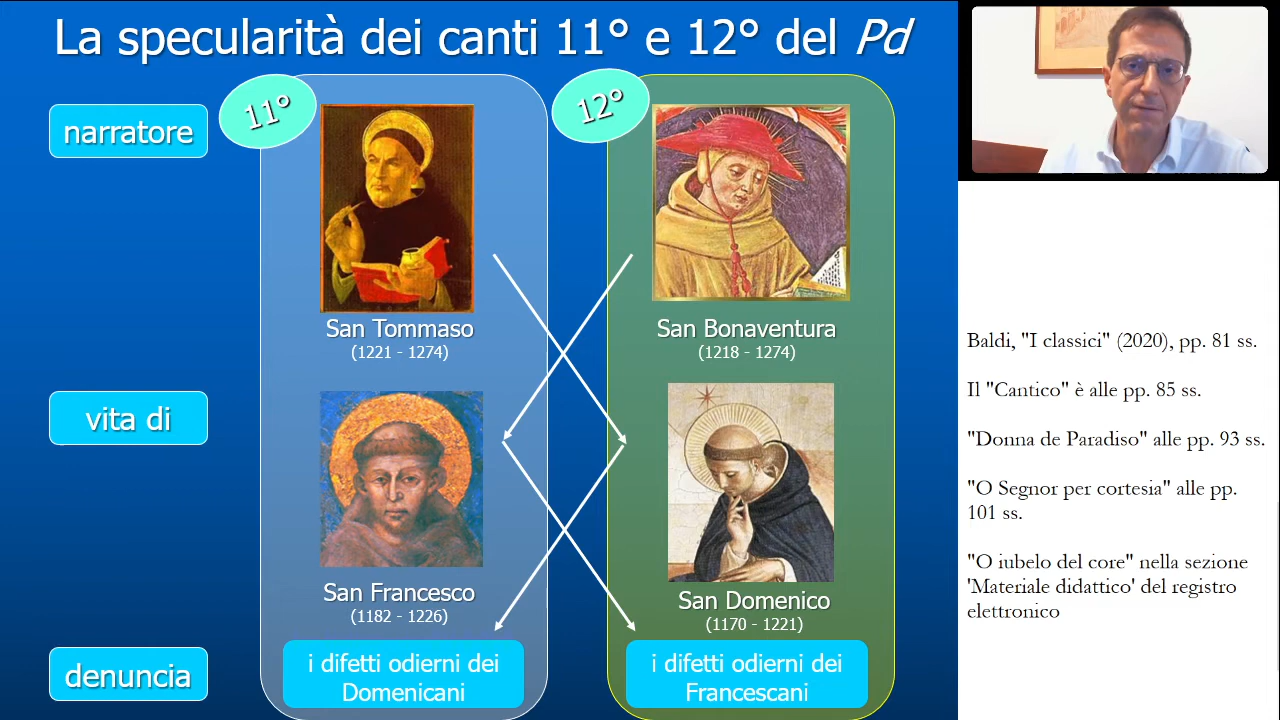 La specularità dei canti 11° e 12° del Pd
11°
12°
narratore
San Tommaso
(1221 - 1274)
San Bonaventura
(1218 - 1274)
vita di
San Francesco
(1182 - 1226)
San Domenico
(1170 - 1221)
denuncia
i difetti odierni dei
Domenicani
i difetti odierni dei
Francescani
Baldi, "I classici" (2020), pp. 81 ss.
Il "Cantico" è alle pp. 85 ss.
"Donna de Paradiso" alle pp. 93 ss.
"O Segnor per cortesia" alle pp.
101 ss.
"O iubelo del core" nella sezione
'Materiale didattico' del registro
elettronico